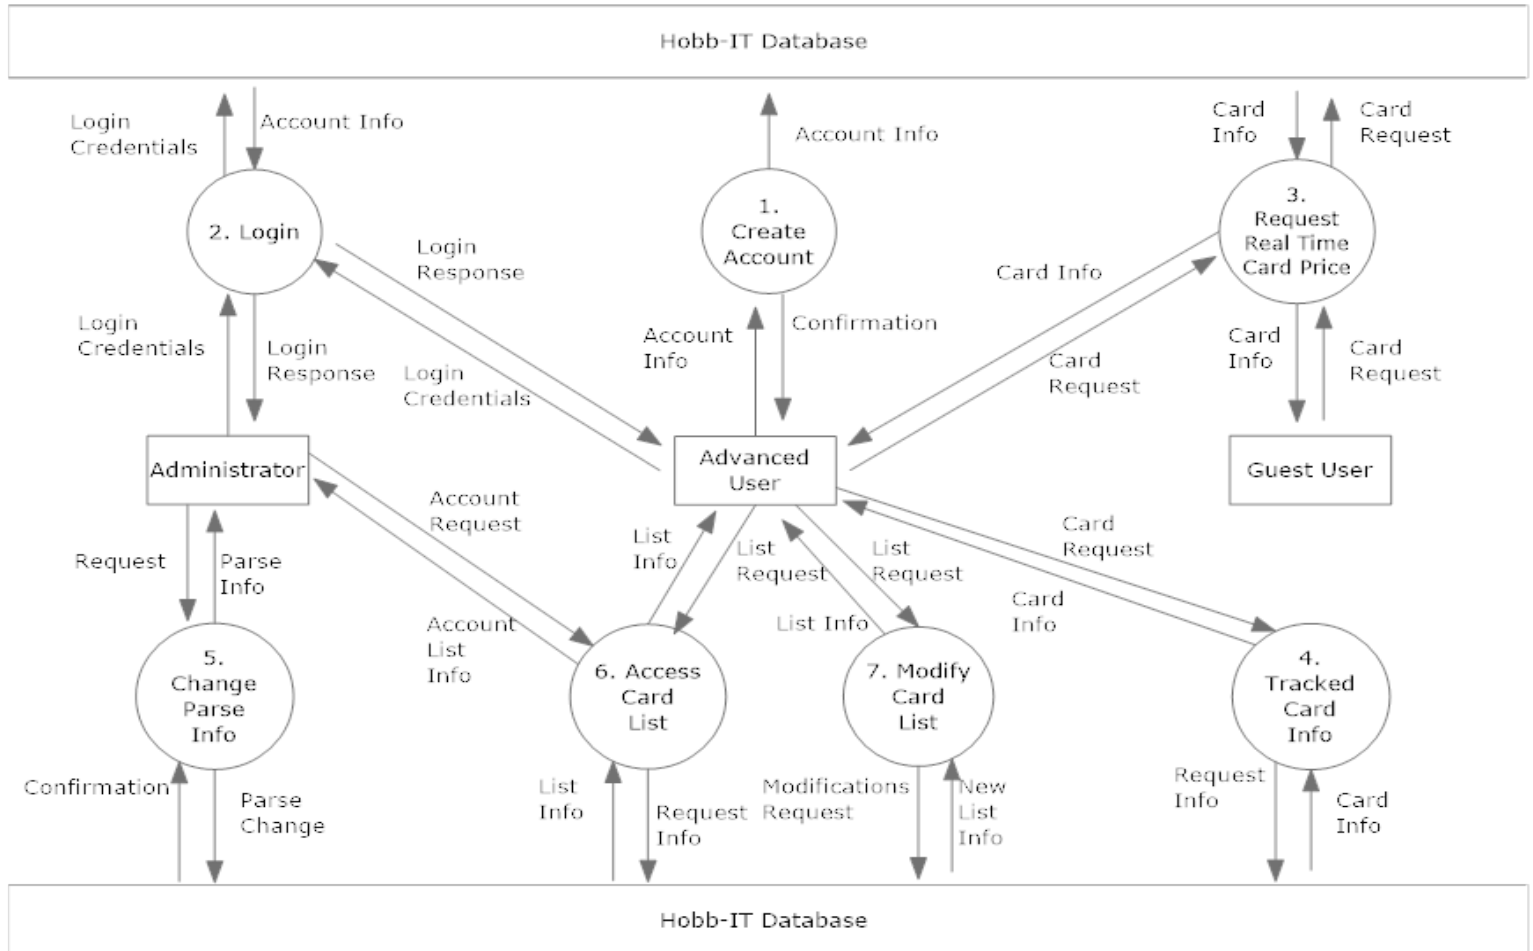 Hobb-IT Database
Login
Credentials
Account Info
Account Info
Card
Info
Card
Request
2. Login
1.
Create
Account
3.
Request
Real Time
Card Price
Login
Response
Card Info
Login
Credentials
Login
Response
Login
Credentials
Account
Info
Confirmation
Card
Request
Card
Info
Card
Request
Administrator
Advanced
User
Guest User
Account
Request
List
Info
List
Request
List
Request
Card
Request
Request
Parse
Info
Account
List
Info
List Info
Card
Info
5.
Change
Parse
Info
6. Access
Card
List
7. Modify
Card
List
4.
Tracked
Card
Info
Confirmation
Parse
Change
List
Info
Request
Info
Modifications
Request
New
List
Info
Request
Info
Card
Info
Hobb-IT Database